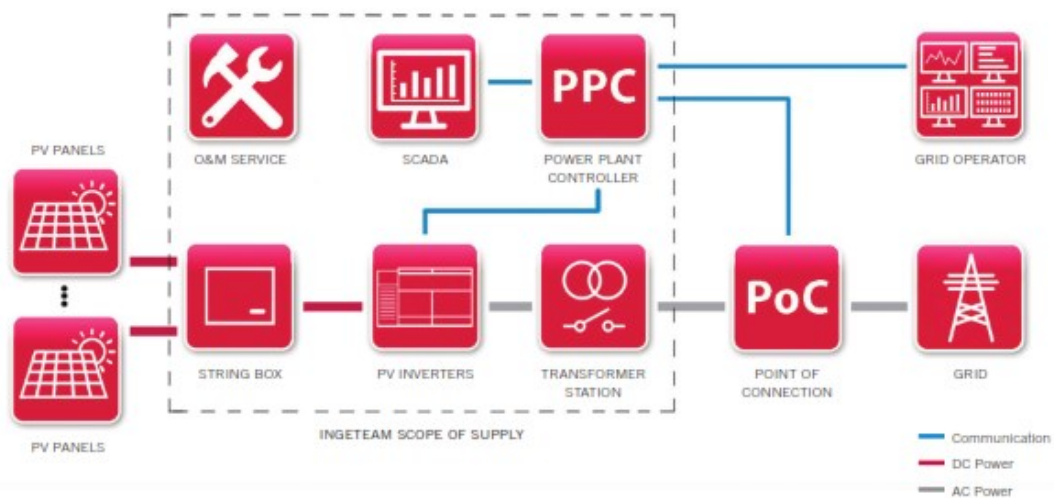 PPC
O&M SERVICE
SCADA
POWER PLANT
CONTROLLER
GRID OPERATOR
PV PANELS
PoC
STRING BOX
PV INVERTERS
TRANSFORMER
STATION
POINT OF
CONNECTION
GRID
PV PANELS
INGETEAM SCOPE OF SUPPLY
Communication
DC Power
AC Power